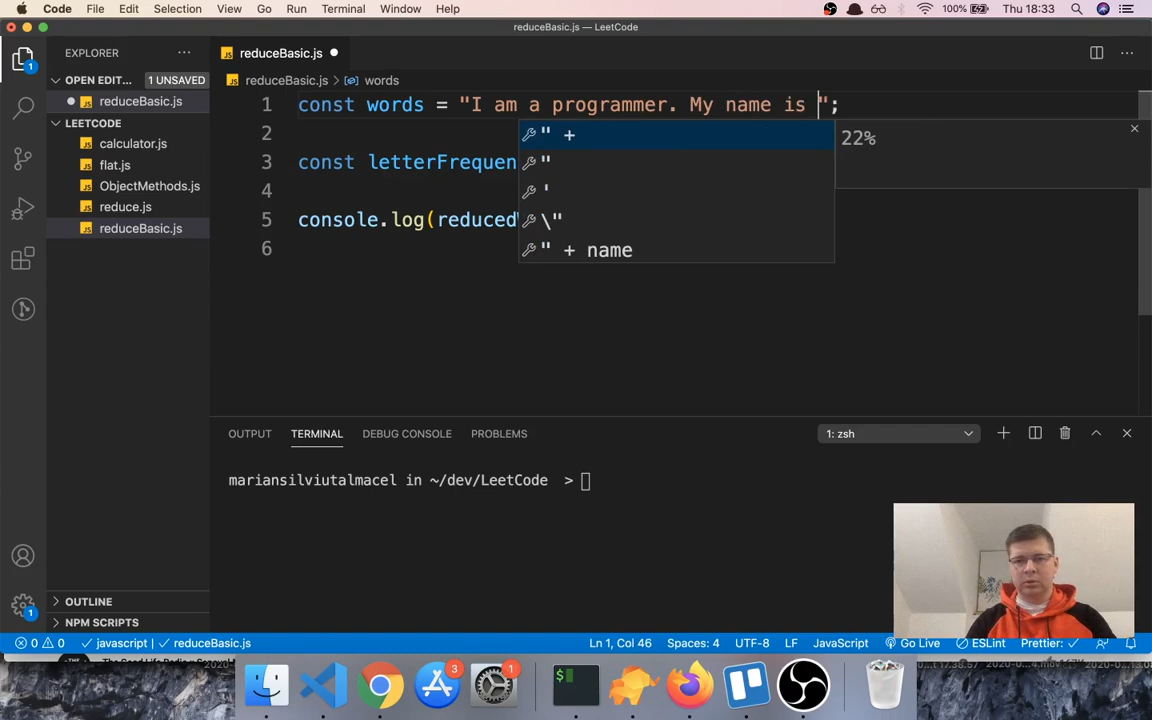 Code File Edit Selection View Go Run Terminal Window Help 100% Thu 18:33
reduceBasic.js — LeetCode
EXPLORER ···
reduceBasic.js ●
OPEN EDIT... 1 UNSAVED
reduceBasic.js > words
reduceBasic.js
LEETCODE
calculator.js
flat.js
ObjectMethods.js
reduce.js
reduceBasic.js
1 const words = "I am a programmer. My name is ";
2
3 const letterFrequen
4
5 console.log(reduced
6
" +
"
'
\"
" + name
22%
OUTPUT TERMINAL DEBUG CONSOLE PROBLEMS 1: zsh
mariansilviutalmacel in ~/dev/LeetCode >
OUTLINE
NPM SCRIPTS
0 0 javascript | reduceBasic.js Ln 1, Col 46 Spaces: 4 UTF-8 LF JavaScript Go Live ESLint Prettier:
3
1